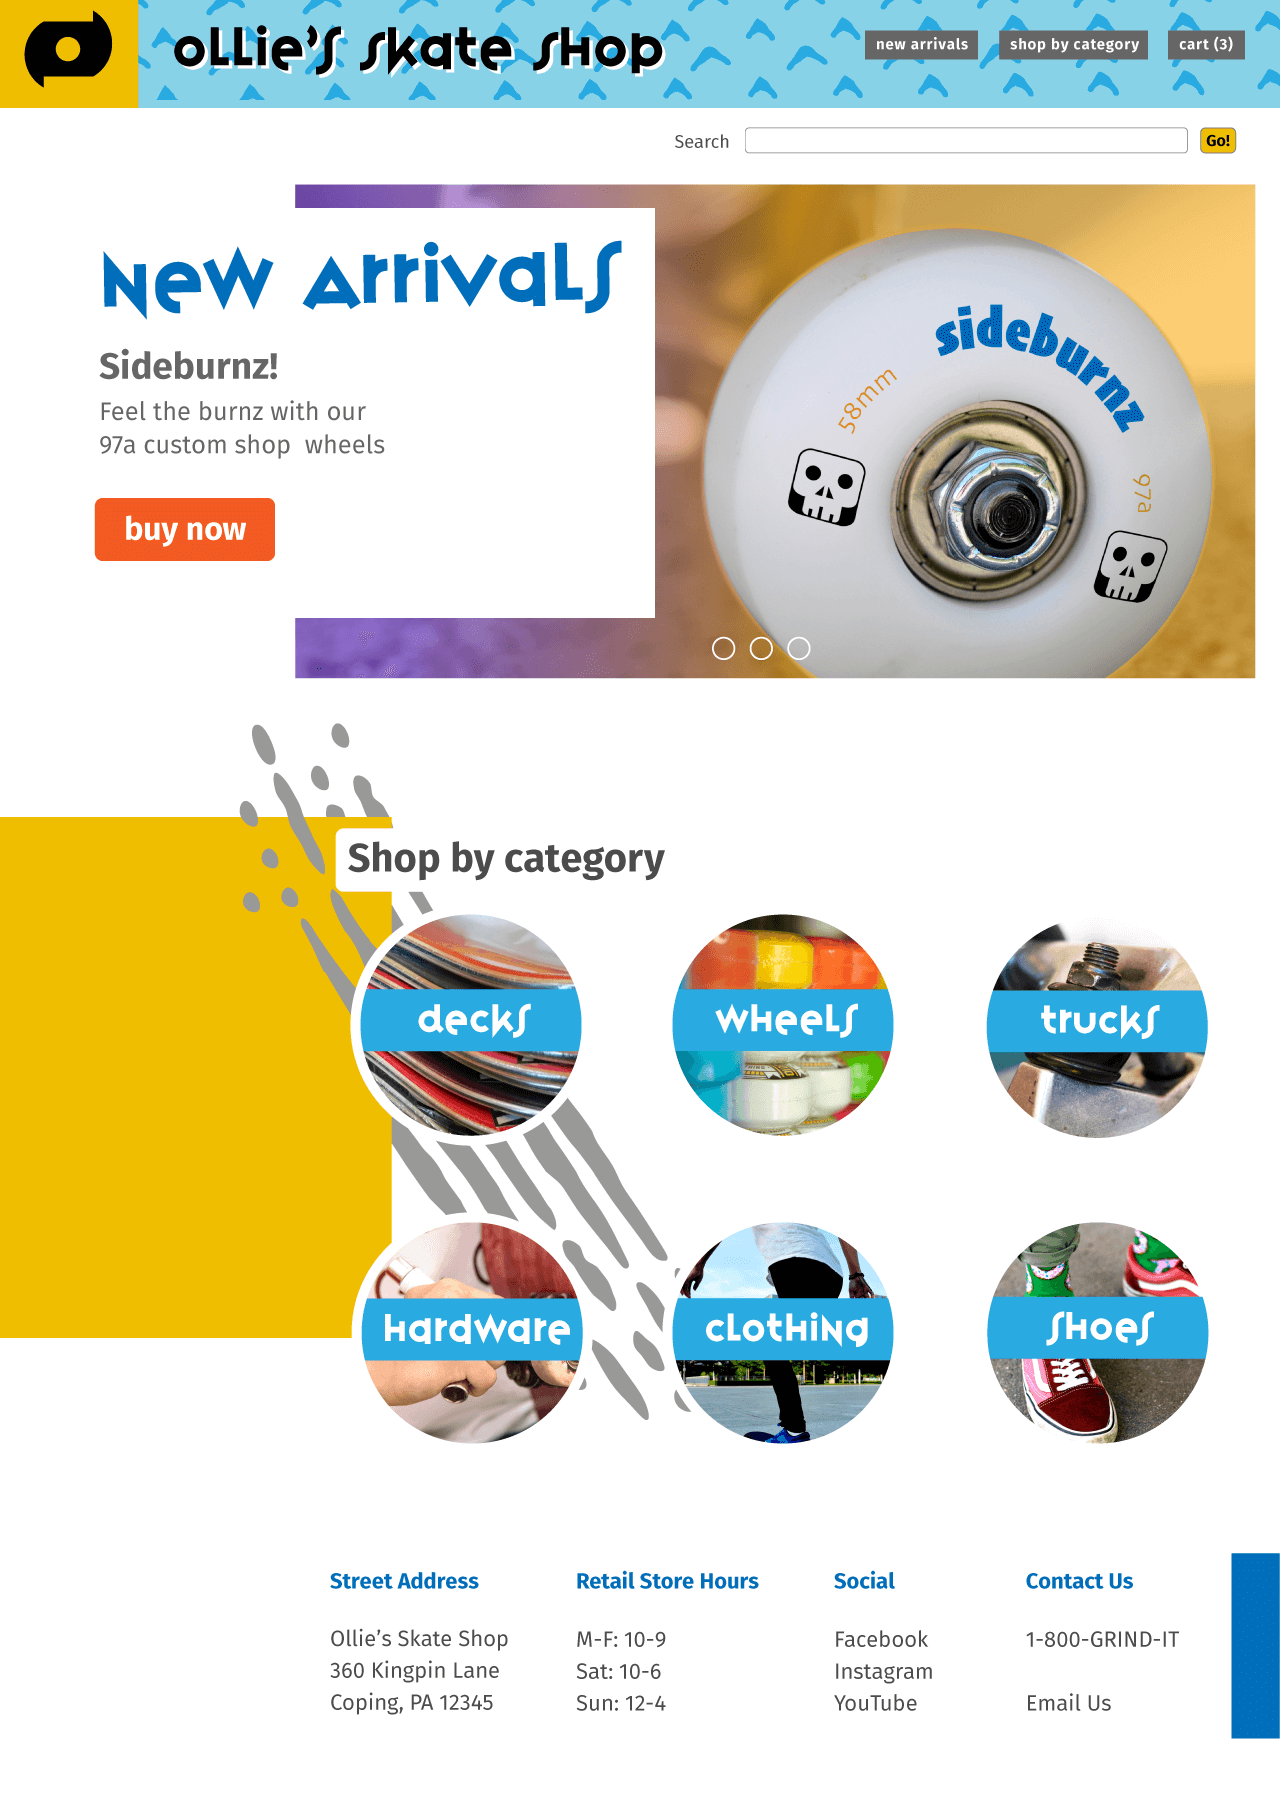 ollie's skate shop
new arrivals
shop by category
cart (3)
Search
Go!
New Arrivals
Sideburnz!
Feel the burnz with our
97a custom shop wheels
buy now
sideburnz
58mm
97a
Shop by category
decks
wheels
trucks
hardware
clothing
shoes
Street Address
Ollie's Skate Shop
360 Kingpin Lane
Coping, PA 12345
Retail Store Hours
M-F: 10-9
Sat: 10-6
Sun: 12-4
Social
Facebook
Instagram
YouTube
Contact Us
1-800-GRIND-IT
Email Us